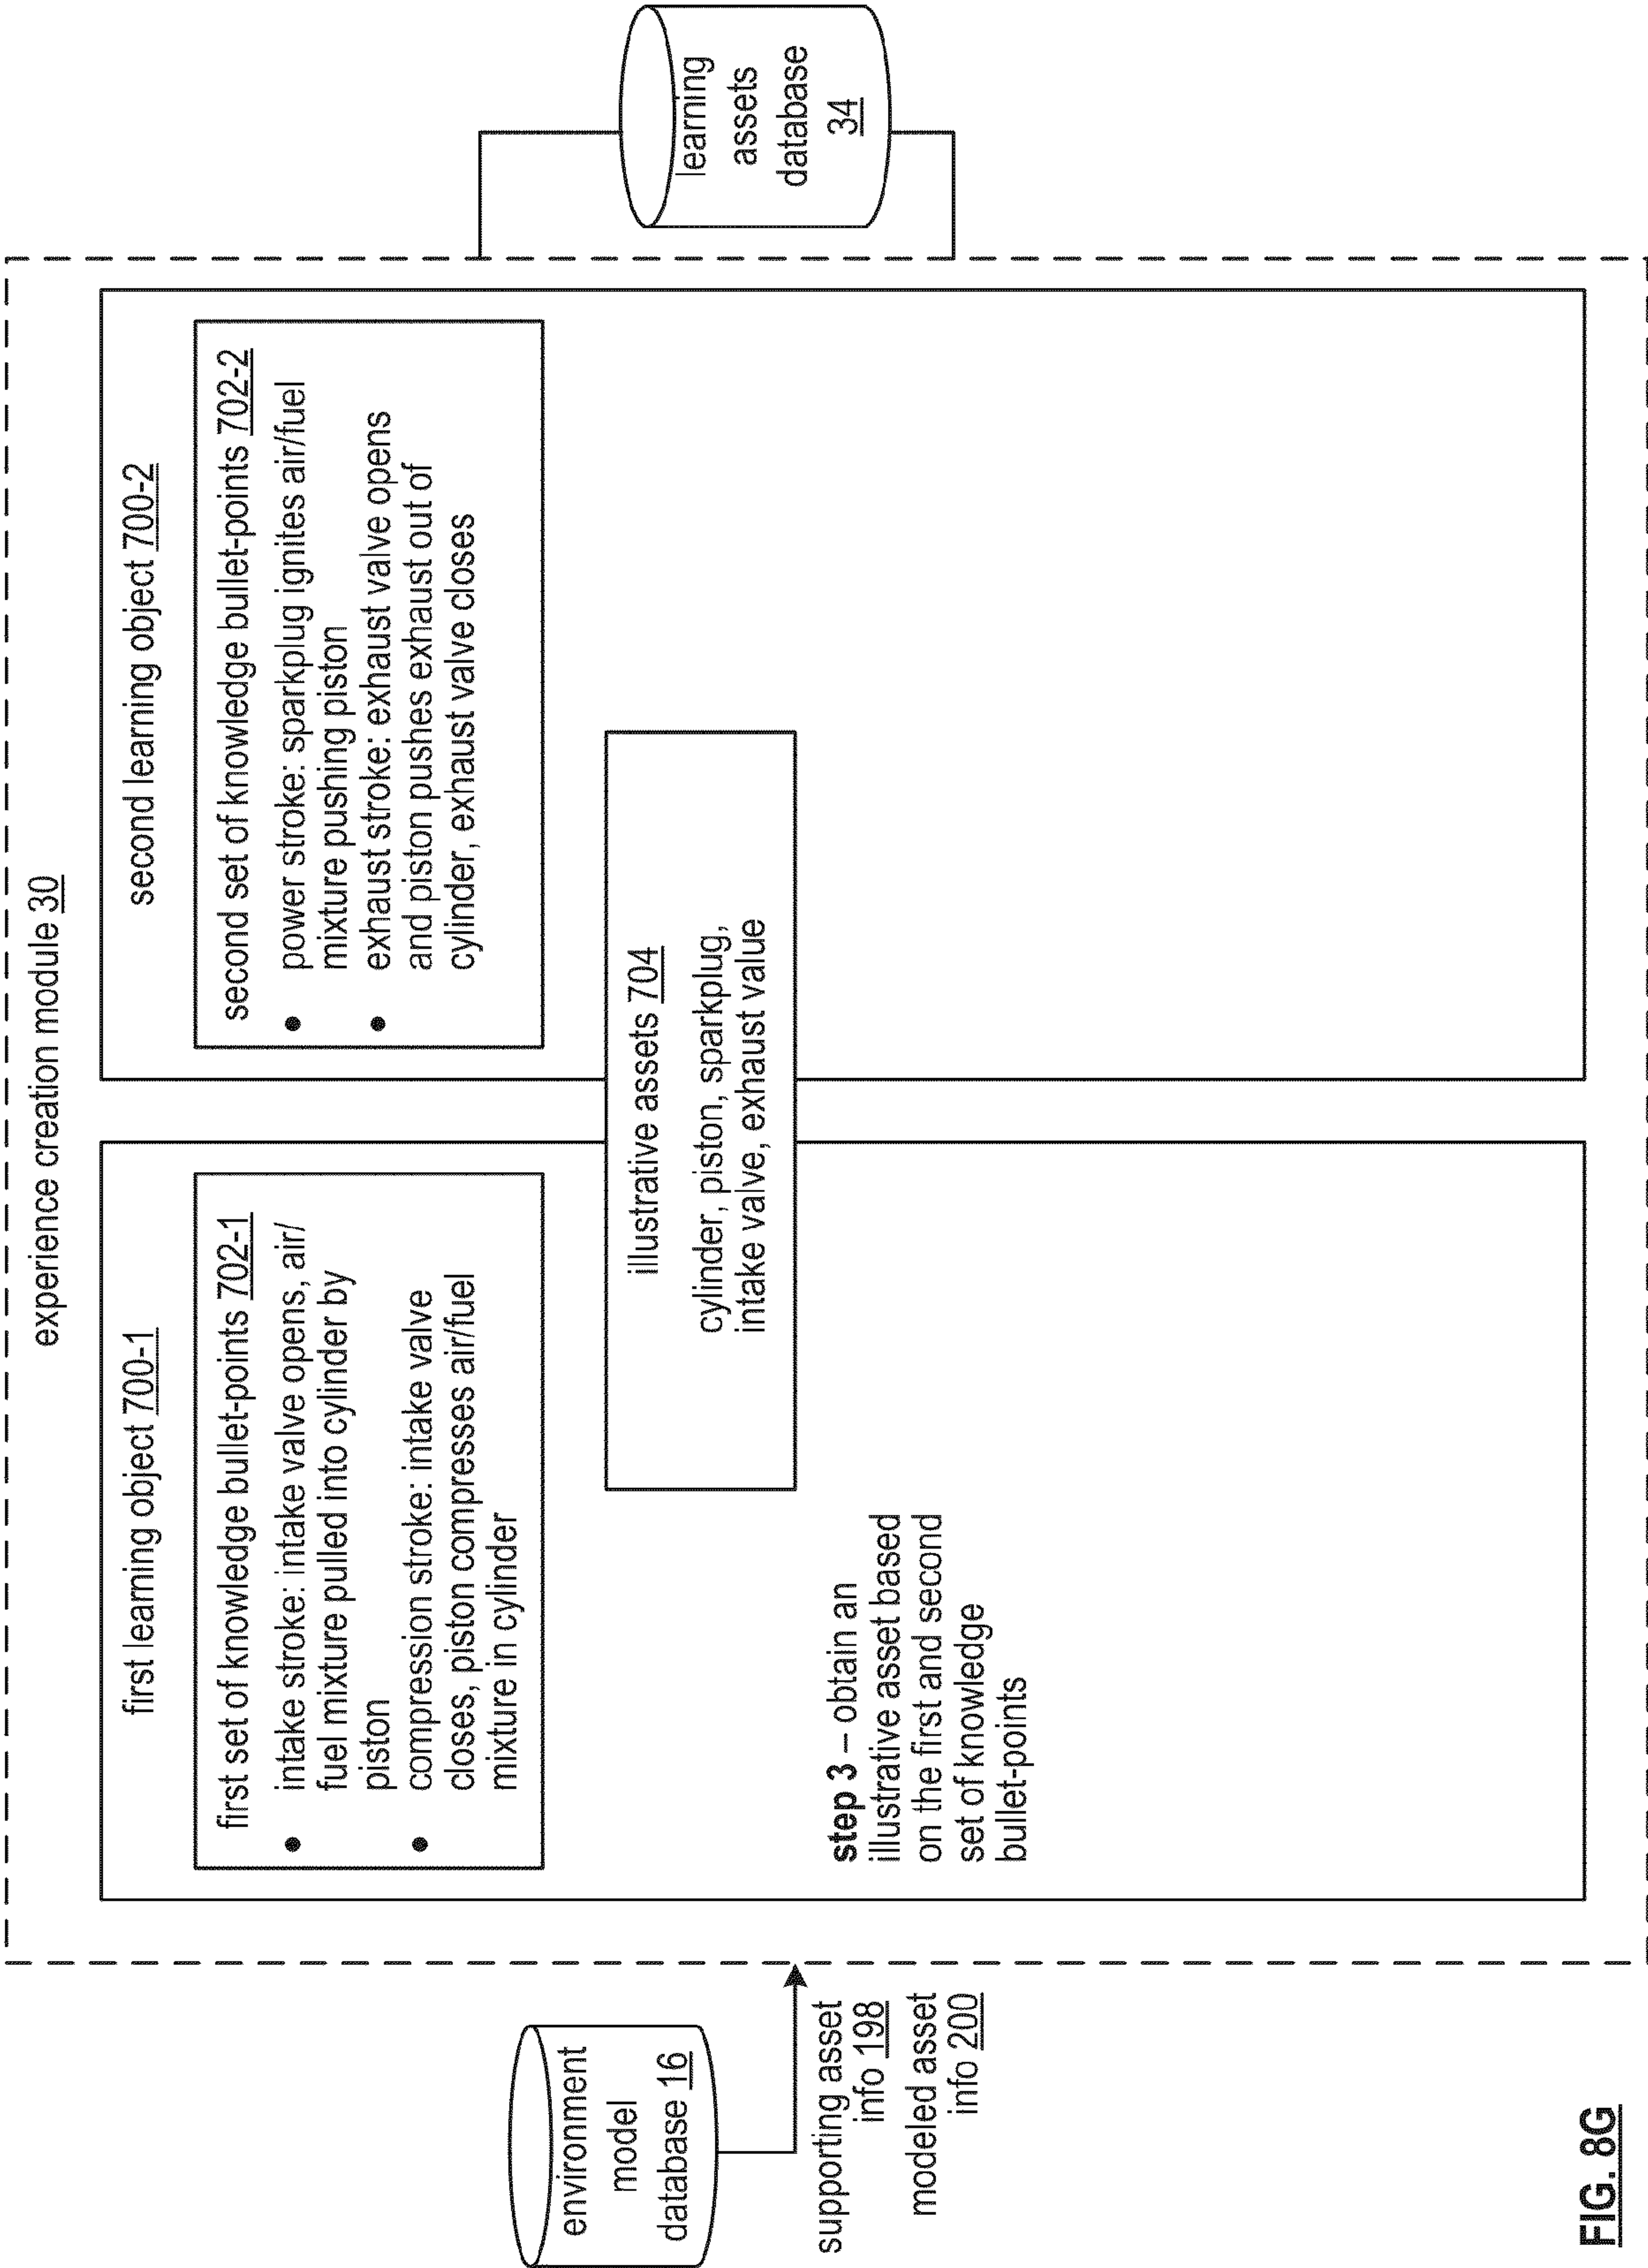 experience creation module 30
first learning object 700-1
first set of knowledge bullet-points 702-1
• intake stroke: intake valve opens, air/
fuel mixture pulled into cylinder by
piston
• compression stroke: intake valve
closes, piston compresses air/fuel
mixture in cylinder
second learning object 700-2
second set of knowledge bullet-points 702-2
• power stroke: sparkplug ignites air/fuel
mixture pushing piston
• exhaust stroke: exhaust valve opens
and piston pushes exhaust out of
cylinder, exhaust valve closes
illustrative assets 704
cylinder, piston, sparkplug,
intake valve, exhaust value
step 3 – obtain an
illustrative asset based
on the first and second
set of knowledge
bullet-points
environment
model
database 16
supporting asset
info 198
modeled asset
info 200
learning
assets
database
34
FIG. 8G